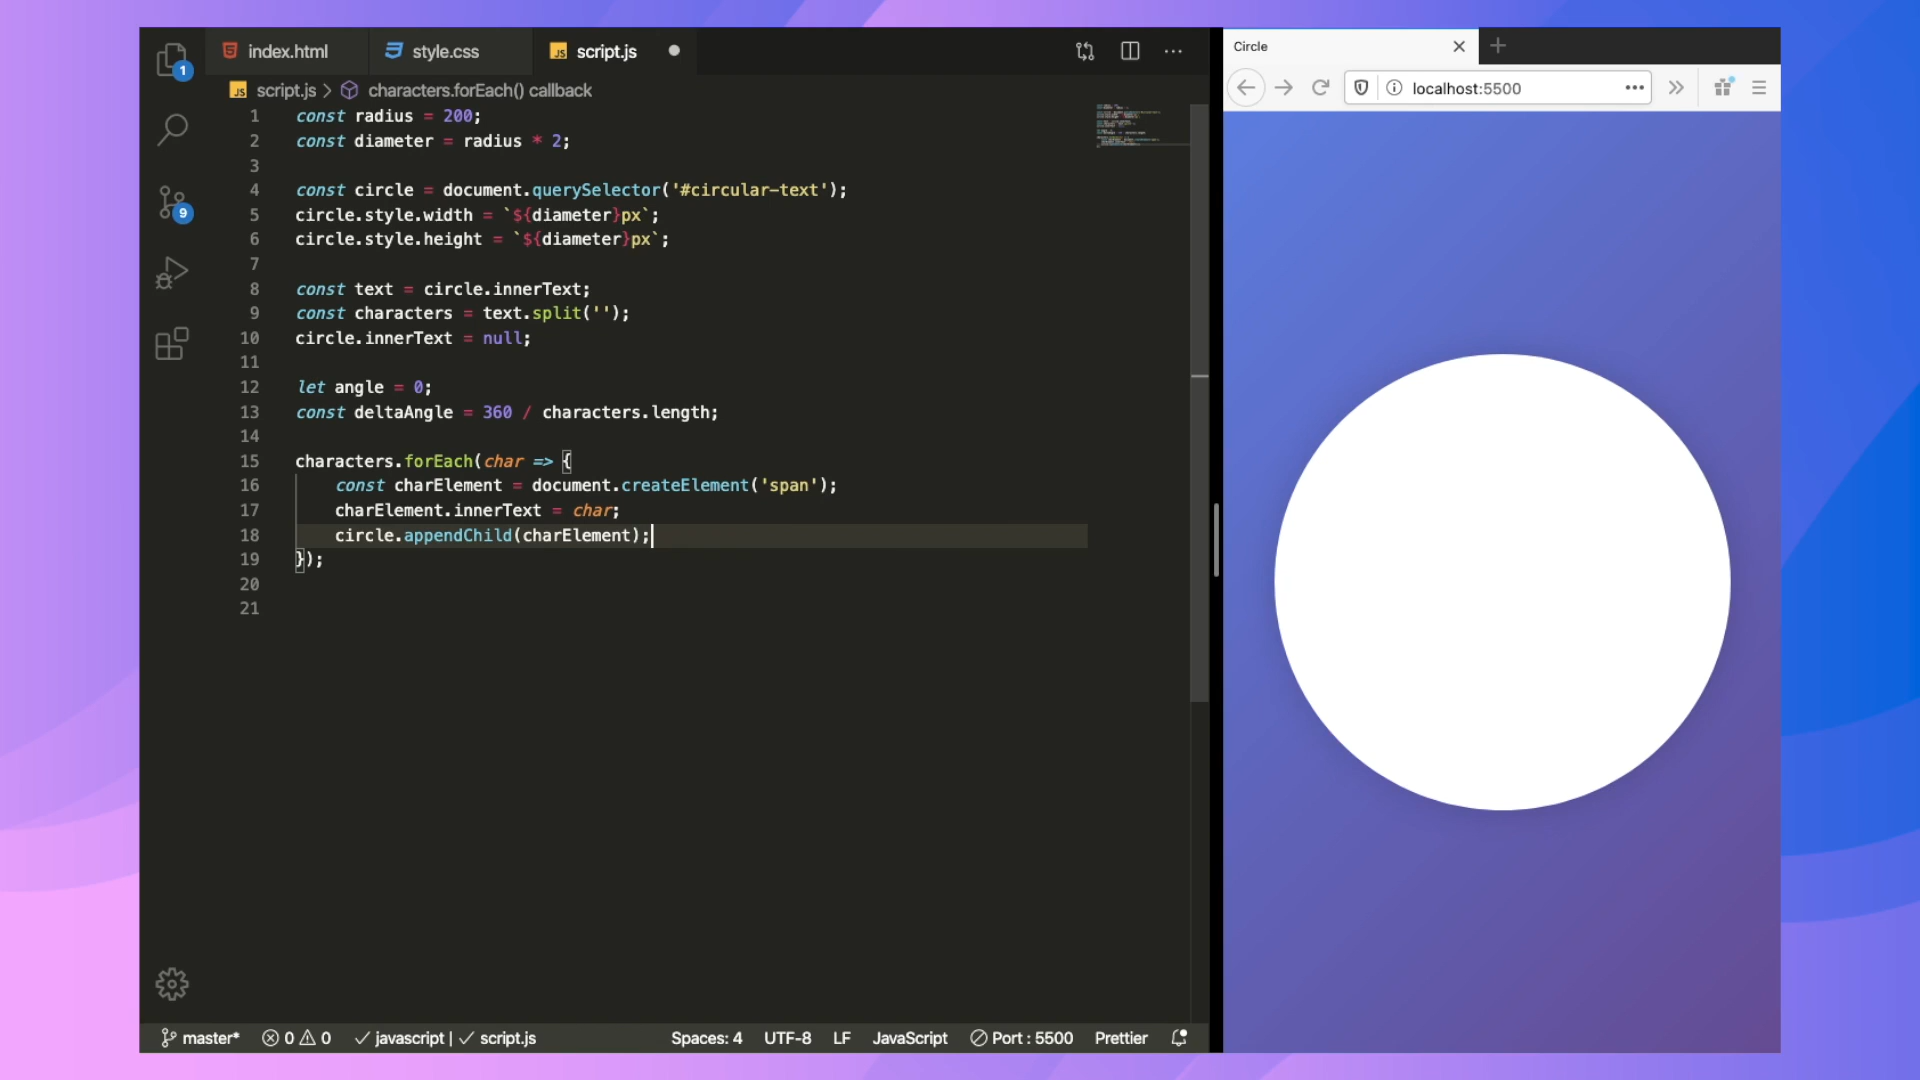 index.html
style.css
JS script.js
JS script.js > characters.forEach() callback
1 const radius = 200;
2 const diameter = radius * 2;
3
4 const circle = document.querySelector('#circular-text');
5 circle.style.width = `${diameter}px`;
6 circle.style.height = `${diameter}px`;
7
8 const text = circle.innerText;
9 const characters = text.split('');
10 circle.innerText = null;
11
12 let angle = 0;
13 const deltaAngle = 360 / characters.length;
14
15 characters.forEach(char => {
16 const charElement = document.createElement('span');
17 charElement.innerText = char;
18 circle.appendChild(charElement);
19 });
20
21
1
9
master* 0 0 javascript | script.js Spaces: 4 UTF-8 LF JavaScript Port : 5500 Prettier
Circle
localhost:5500